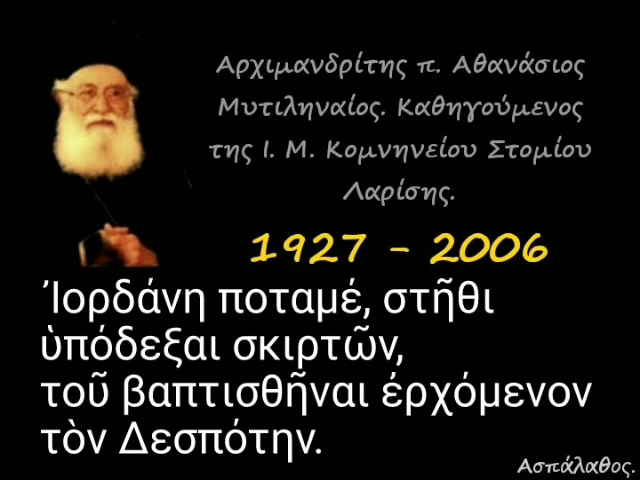 Αρχιμανδρίτης π. Αθανάσιος
Μυτιληναίος. Καθηγούμενος
της Ι. Μ. Κομνηνείου Στομίου
Λαρίσης.
1927 - 2006
Ἰορδάνη ποταμέ, στῆθι
ὑπόδεξαι σκιρτῶν,
τοῦ βαπτισθῆναι ἐρχόμενον
τὸν Δεσπότην.
Ασπάλαθος.